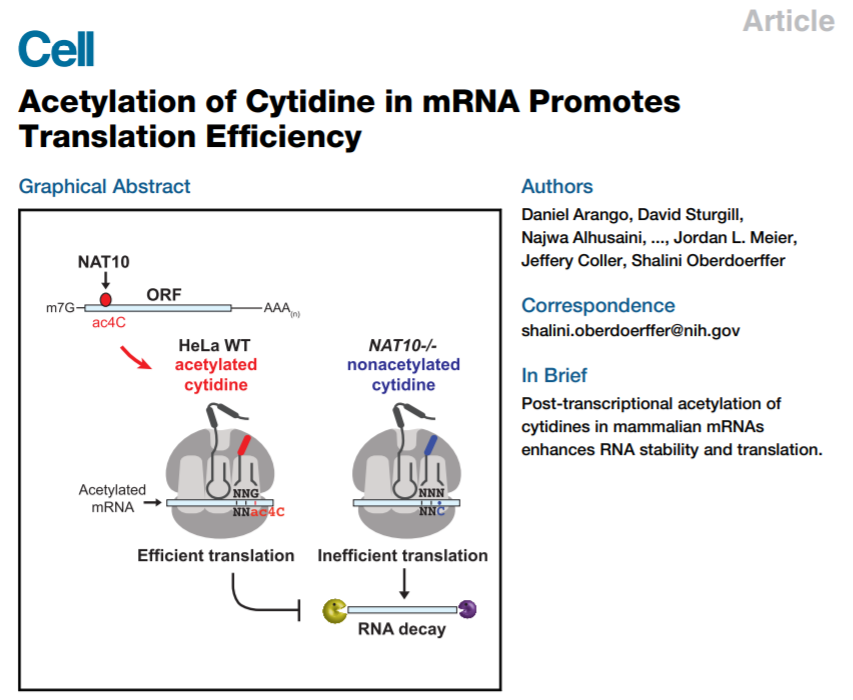 Article
Cell
Acetylation of Cytidine in mRNA Promotes
Translation Efficiency
Graphical Abstract
NAT10
ORF
m7G
AAA(n)
ac4C
HeLa WT
acetylated
cytidine
NAT10-/-
nonacetylated
cytidine
Acetylated
mRNA
NNG
NNac4C
NNN
NNC
Efficient translation
Inefficient translation
RNA decay
Authors
Daniel Arango, David Sturgill,
Najwa Alhusaini, ..., Jordan L. Meier,
Jeffery Coller, Shalini Oberdoerffer
Correspondence
shalini.oberdoerffer@nih.gov
In Brief
Post-transcriptional acetylation of
cytidines in mammalian mRNAs
enhances RNA stability and translation.